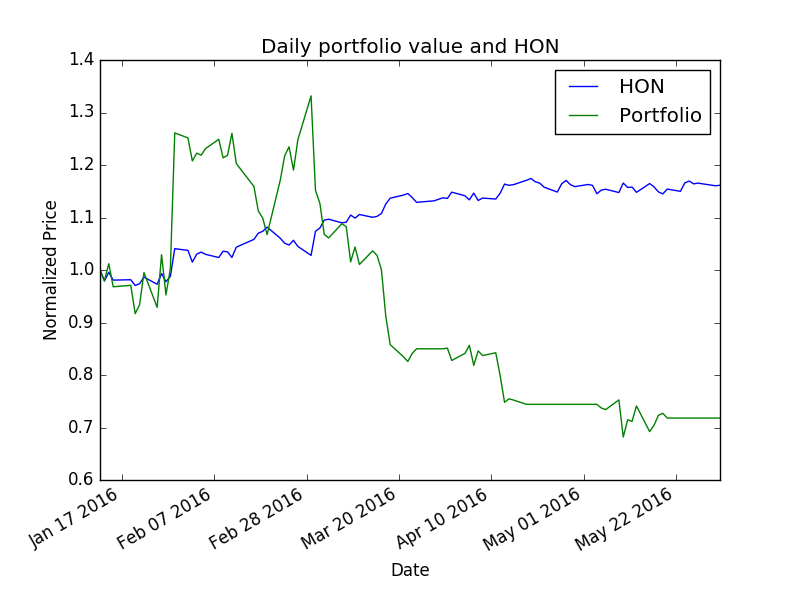 Daily portfolio value and HON
1.4
1.3
1.2
1.1
1.0
0.9
0.8
0.7
0.6
Normalized Price
HON
Portfolio
Jan 17 2016
Feb 07 2016
Feb 28 2016
Mar 20 2016
Apr 10 2016
May 01 2016
May 22 2016
Date